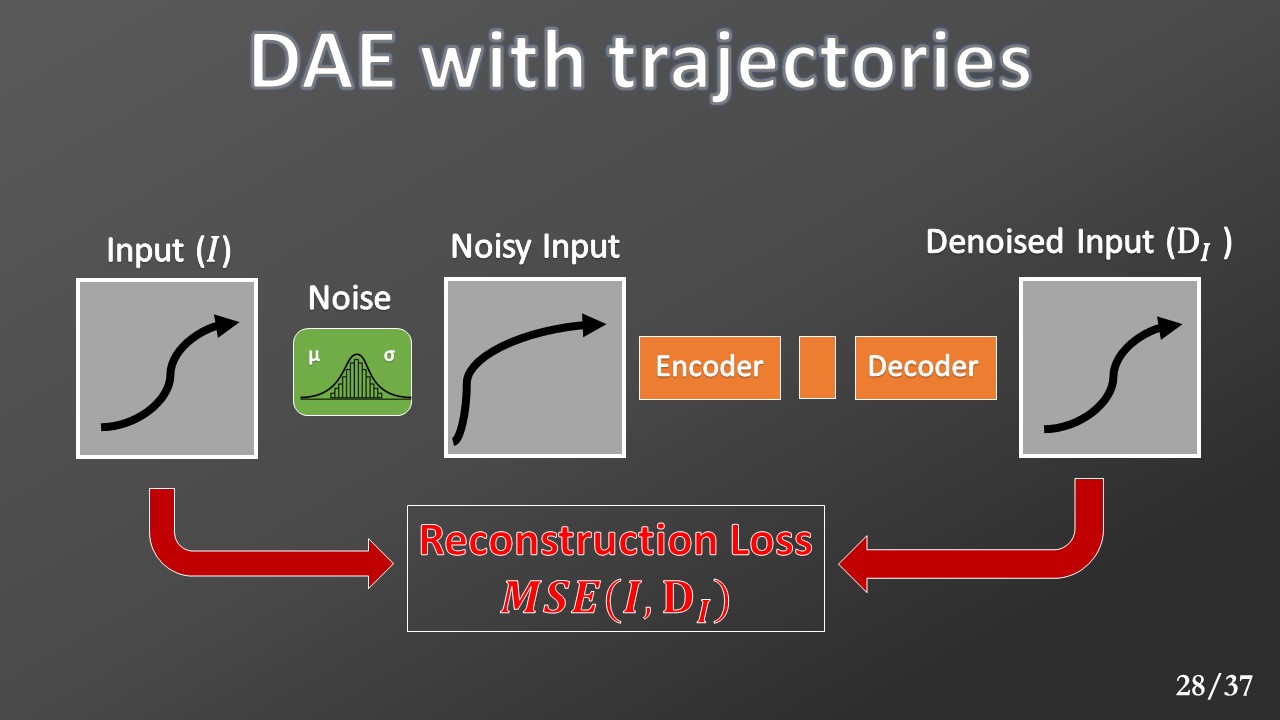 DAE with trajectories
Input (I)
Noise
μ σ
Noisy Input
Encoder
Decoder
Denoised Input (D_I )
Reconstruction Loss
MSE(I, D_I)
28/37